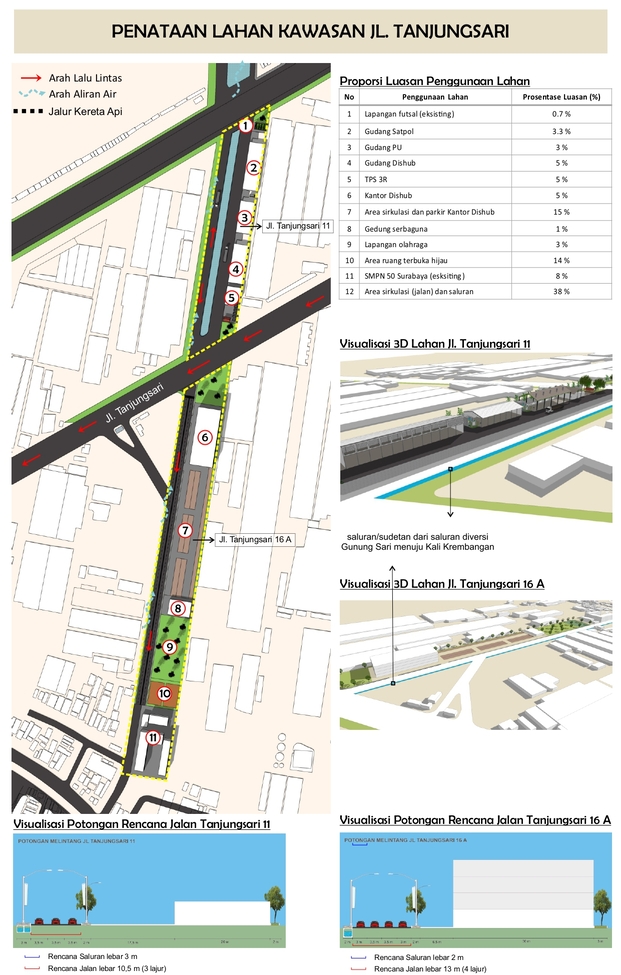 PENATAAN LAHAN KAWASAN JL. TANJUNGSARI
Arah Lalu Lintas
Arah Aliran Air
Jalur Kereta Api
1
2
3
Jl. Tanjungsari 11
4
5
Jl. Tanjungsari
6
7
Jl. Tanjungsari 16 A
8
9
10
11
Proporsi Luasan Penggunaan Lahan
No Penggunaan Lahan Prosentase Luasan (%)
1 Lapangan futsal (eksisting) 0.7 %
2 Gudang Satpol 3.3 %
3 Gudang PU 3 %
4 Gudang Dishub 5 %
5 TPS 3R 5 %
6 Kantor Dishub 5 %
7 Area sirkulasi dan parkir Kantor Dishub 15 %
8 Gedung serbaguna 1 %
9 Lapangan olahraga 3 %
10 Area ruang terbuka hijau 14 %
11 SMPN 50 Surabaya (esksiting) 8 %
12 Area sirkulasi (jalan) dan saluran 38 %
Visualisasi 3D Lahan Jl. Tanjungsari 11
saluran/sudetan dari saluran diversi
Gunung Sari menuju Kali Krembangan
Visualisasi 3D Lahan Jl. Tanjungsari 16 A
Visualisasi Potongan Rencana Jalan Tanjungsari 11
POTONGAN MELINTANG JL TANJUNGSARI 11
Rencana Saluran lebar 3 m
Rencana Jalan lebar 10,5 m (3 lajur)
Visualisasi Potongan Rencana Jalan Tanjungsari 16 A
POTONGAN MELINTANG JL TANJUNGSARI 16 A
Rencana Saluran lebar 2 m
Rencana Jalan lebar 13 m (4 lajur)